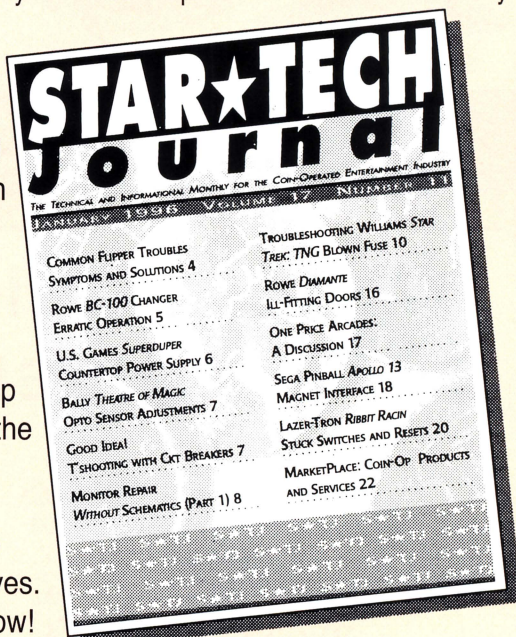 STAR★TECH
Journal
THE TECHNICAL AND INFORMATIONAL MONTHLY FOR THE COIN-OPERATED ENTERTAINMENT INDUSTRY
JANUARY 1996 VOLUME 17 NUMBER 11
COMMON FLIPPER TROUBLES
SYMPTOMS AND SOLUTIONS 4
ROWE BC-100 CHANGER
ERRATIC OPERATION 5
U.S. GAMES SUPERDUPER
COUNTERTOP POWER SUPPLY 6
BALLY THEATRE OF MAGIC
OPTO SENSOR ADJUSTMENTS 7
GOOD IDEA!
T'SHOOTING WITH CKT BREAKERS 7
MONITOR REPAIR
WITHOUT SCHEMATICS (PART 1) 8
TROUBLESHOOTING WILLIAMS STAR
TREK: TNG BLOWN FUSE 10
ROWE DIAMANTE
ILL-FITTING DOORS 16
ONE PRICE ARCADES:
A DISCUSSION 17
SEGA PINBALL APOLLO 13
MAGNET INTERFACE 18
LAZER-TRON RIBBIT RACIN
STUCK SWITCHES AND RESETS 20
MARKETPLACE: COIN-OP PRODUCTS
AND SERVICES 22
S★TJ S★TJ S★TJ S★TJ
the